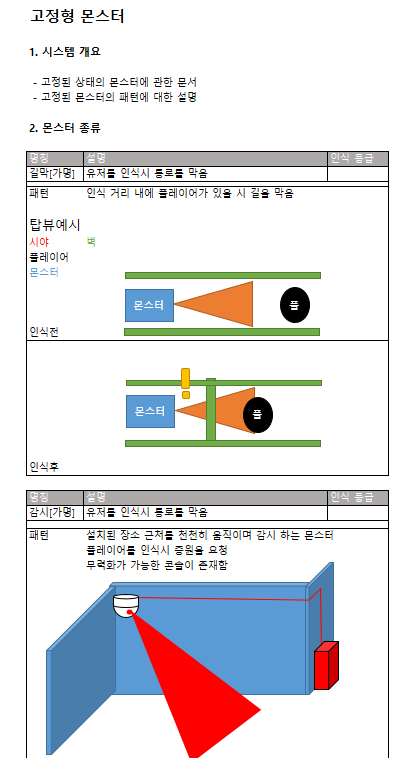 고정형 몬스터
1. 시스템 개요
- 고정된 상태의 몬스터에 관한 문서
- 고정된 몬스터의 패턴에 대한 설명
2. 몬스터 종류
명칭 설명 인식 등급
길막[가명] 유저를 인식시 통로를 막음
패턴 인식 거리 내에 플레이어가 있을 시 길을 막음
탑뷰예시
시야 벽
플레이어
몬스터
몬스터 플
인식전
몬스터 플
인식후
명칭 설명 인식 등급
감시[가명] 유저를 인식시 통로를 막음
패턴 설치된 장소 근처를 천천히 움직이며 감시 하는 몬스터
플레이어를 인식시 증원을 요청
무력화가 가능한 콘솔이 존재함